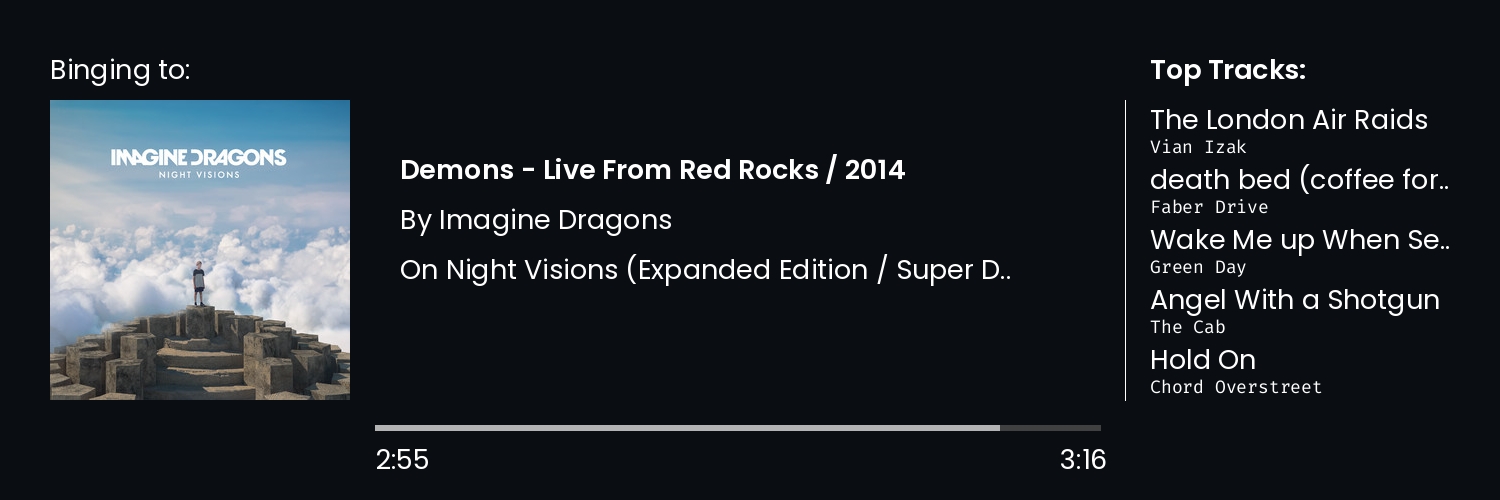 Binging to:
IMAGINE DRAGONS
NIGHT VISIONS
Demons - Live From Red Rocks / 2014
By Imagine Dragons
On Night Visions (Expanded Edition / Super D..
2:55
3:16
Top Tracks:
The London Air Raids
Vian Izak
death bed (coffee for..
Faber Drive
Wake Me up When Se..
Green Day
Angel With a Shotgun
The Cab
Hold On
Chord Overstreet